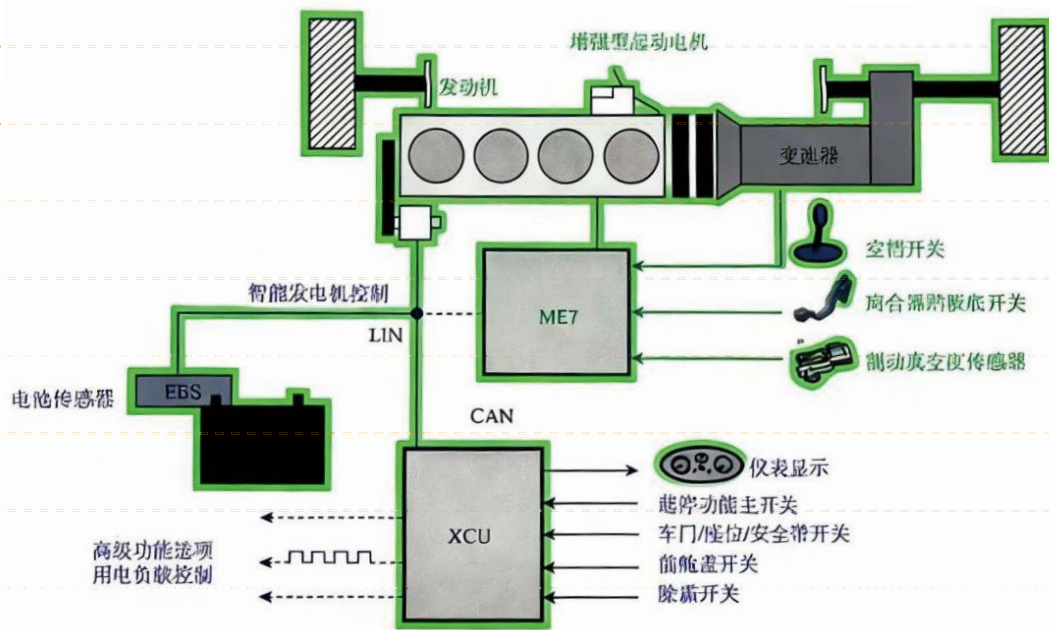 增强型起动电机
发动机
变速器
空档开关
智能发电机控制
ME7
离合器踏板底开关
LIN
制动真空度传感器
电池传感器
EBS
CAN
仪表显示
起停功能主开关
XCU
车门/座位/安全带开关
高级功能选项
前舱盖开关
用电负载控制
除霜开关